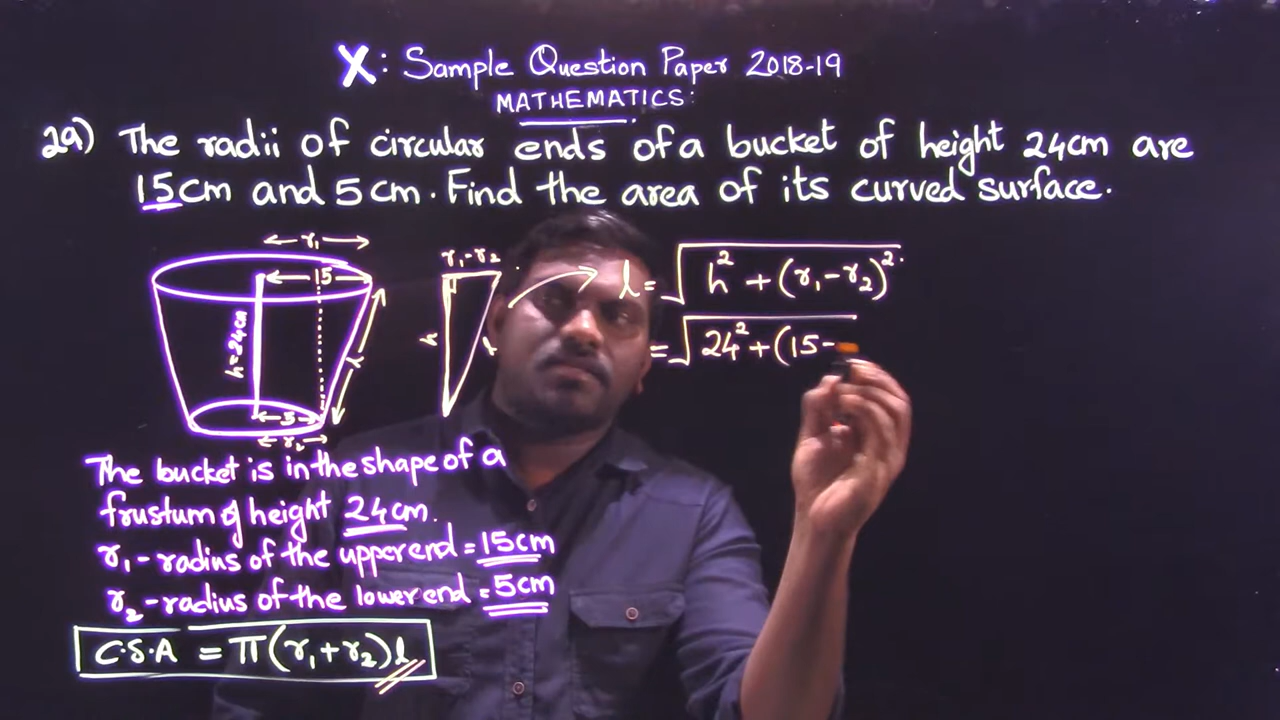 X: Sample Question Paper 2018-19
MATHEMATICS:
2a) The radii of circular ends of a bucket of height 24cm are
15cm and 5cm. Find the area of its curved surface.
r₁
15
h=24cm
l
5
r₂
r₁-r₂
h
l
l = √h² + (r₁-r₂)²
= √24² + (15-
The bucket is in the shape of a
frustum of height 24cm.
r₁-radius of the upper end = 15cm
r₂-radius of the lower end = 5cm
C.S.A = π(r₁+r₂)l